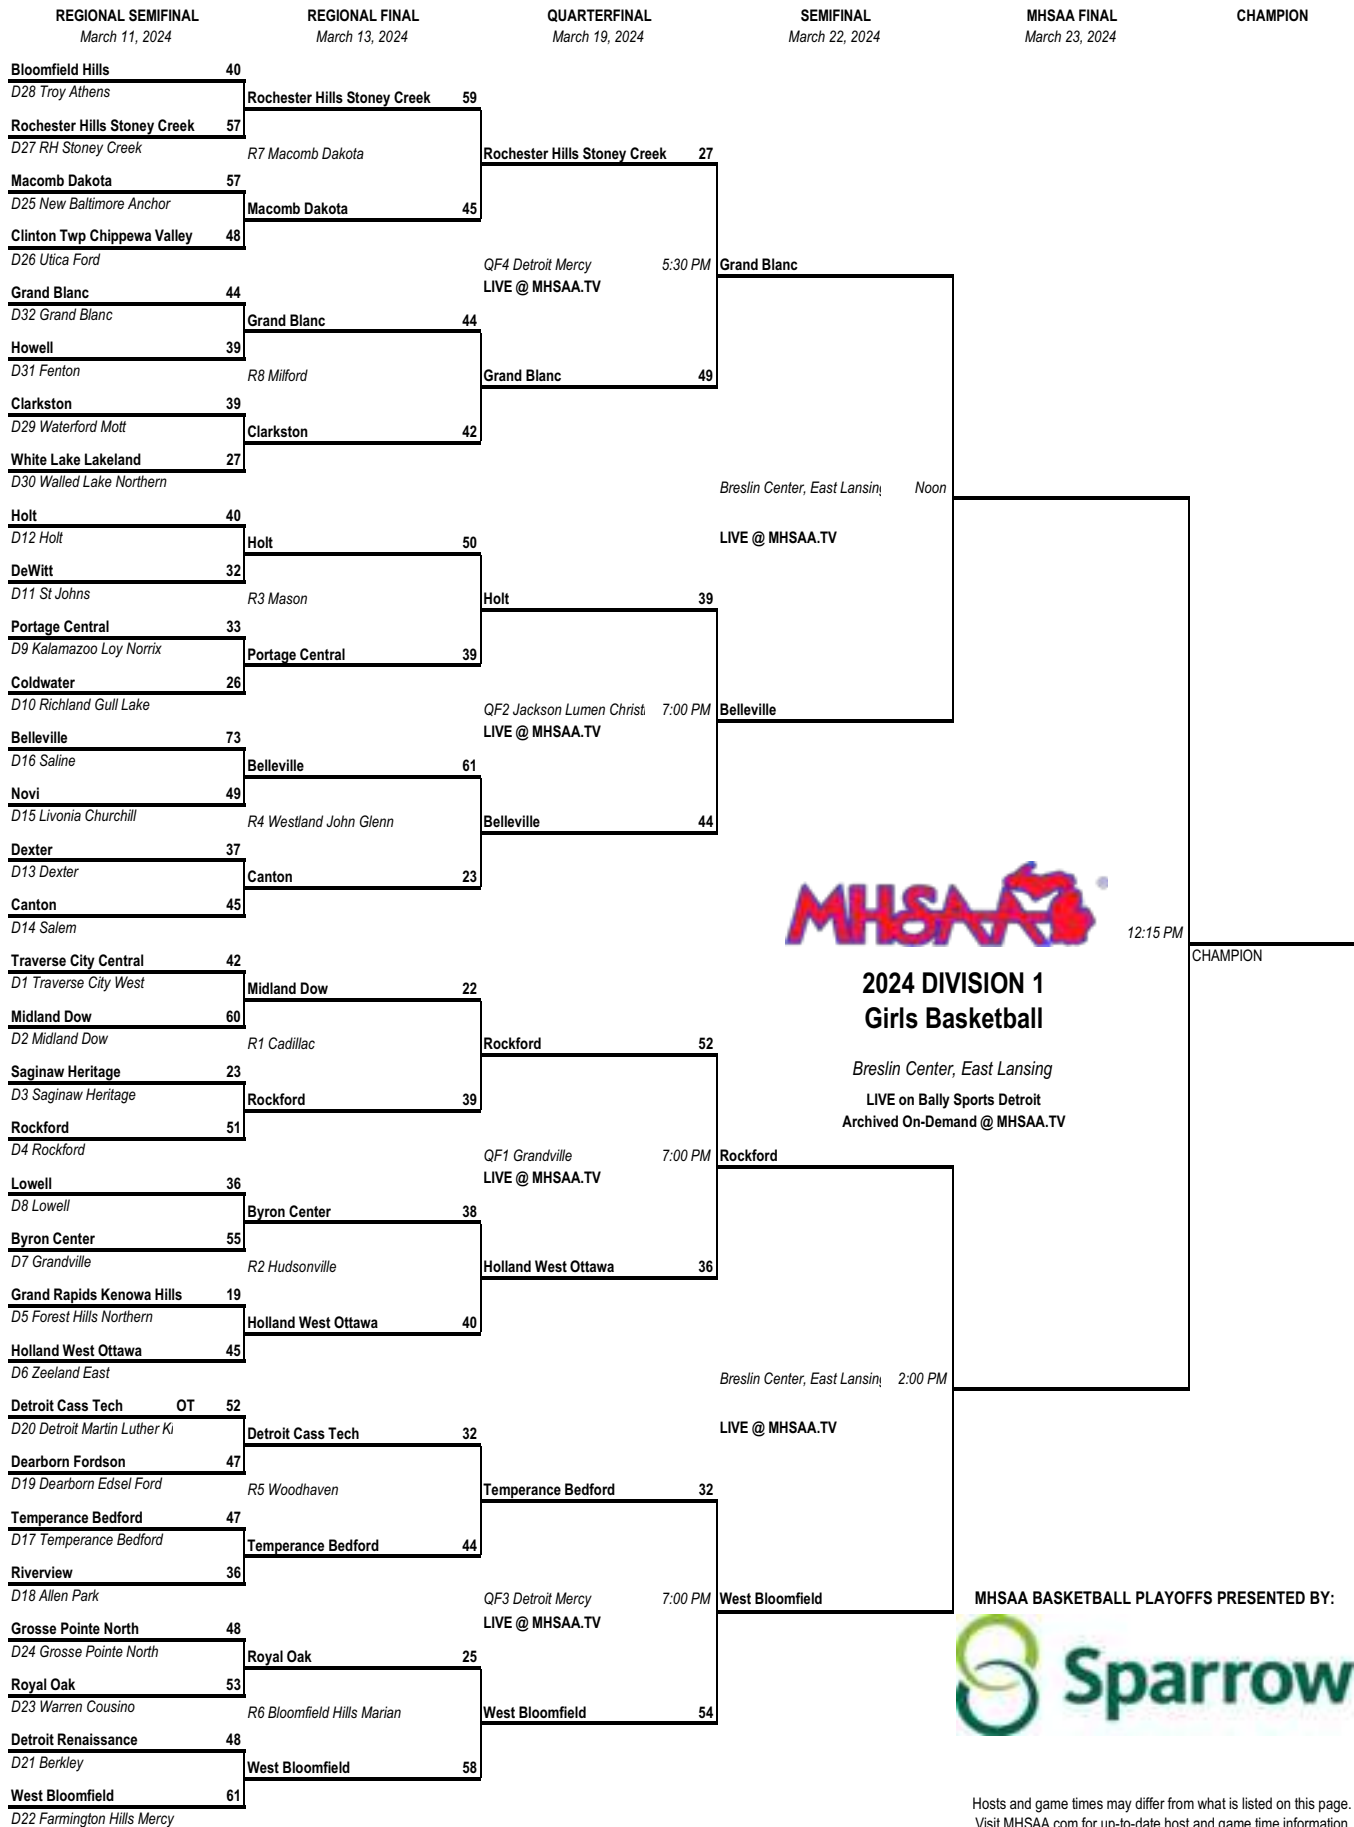 REGIONAL SEMIFINAL REGIONAL FINAL QUARTERFINAL SEMIFINAL MHSAA FINAL CHAMPION
March 11, 2024 March 13, 2024 March 19, 2024 March 22, 2024 March 23, 2024
Bloomfield Hills 40
D28 Troy Athens
Rochester Hills Stoney Creek 59
Rochester Hills Stoney Creek 57
D27 RH Stoney Creek
R7 Macomb Dakota
Rochester Hills Stoney Creek 27
Macomb Dakota 57
D25 New Baltimore Anchor
Macomb Dakota 45
Clinton Twp Chippewa Valley 48
D26 Utica Ford
QF4 Detroit Mercy 5:30 PM
Grand Blanc
LIVE @ MHSAA.TV
Grand Blanc 44
D32 Grand Blanc
Grand Blanc 44
Howell 39
D31 Fenton
R8 Milford
Grand Blanc 49
Clarkston 39
D29 Waterford Mott
Clarkston 42
White Lake Lakeland 27
D30 Walled Lake Northern
Breslin Center, East Lansing Noon
Holt 40
D12 Holt
Holt 50
LIVE @ MHSAA.TV
DeWitt 32
D11 St Johns
R3 Mason
Holt 39
Portage Central 33
D9 Kalamazoo Loy Norrix
Portage Central 39
Coldwater 26
D10 Richland Gull Lake
QF2 Jackson Lumen Christi 7:00 PM
Belleville
LIVE @ MHSAA.TV
Belleville 73
D16 Saline
Belleville 61
Novi 49
D15 Livonia Churchill
R4 Westland John Glenn
Belleville 44
Dexter 37
D13 Dexter
Canton 23
Canton 45
D14 Salem
MHSAA
12:15 PM
CHAMPION
Traverse City Central 42
D1 Traverse City West
Midland Dow 22
2024 DIVISION 1
Girls Basketball
Midland Dow 60
D2 Midland Dow
R1 Cadillac
Rockford 52
Breslin Center, East Lansing
Saginaw Heritage 23
D3 Saginaw Heritage
Rockford 39
LIVE on Bally Sports Detroit
Archived On-Demand @ MHSAA.TV
Rockford 51
D4 Rockford
QF1 Grandville 7:00 PM
Rockford
LIVE @ MHSAA.TV
Lowell 36
D8 Lowell
Byron Center 38
Byron Center 55
D7 Grandville
R2 Hudsonville
Holland West Ottawa 36
Grand Rapids Kenowa Hills 19
D5 Forest Hills Northern
Holland West Ottawa 40
Holland West Ottawa 45
D6 Zeeland East
Breslin Center, East Lansing 2:00 PM
Detroit Cass Tech OT 52
D20 Detroit Martin Luther Ki
Detroit Cass Tech 32
LIVE @ MHSAA.TV
Dearborn Fordson 47
D19 Dearborn Edsel Ford
R5 Woodhaven
Temperance Bedford 32
Temperance Bedford 47
D17 Temperance Bedford
Temperance Bedford 44
Riverview 36
D18 Allen Park
QF3 Detroit Mercy 7:00 PM
West Bloomfield
LIVE @ MHSAA.TV
MHSAA BASKETBALL PLAYOFFS PRESENTED BY:
Sparrow
Grosse Pointe North 48
D24 Grosse Pointe North
Royal Oak 25
Royal Oak 53
D23 Warren Cousino
R6 Bloomfield Hills Marian
West Bloomfield 54
Detroit Renaissance 48
D21 Berkley
West Bloomfield 58
West Bloomfield 61
D22 Farmington Hills Mercy
Hosts and game times may differ from what is listed on this page.
Visit MHSAA.com for up-to-date host and game time information